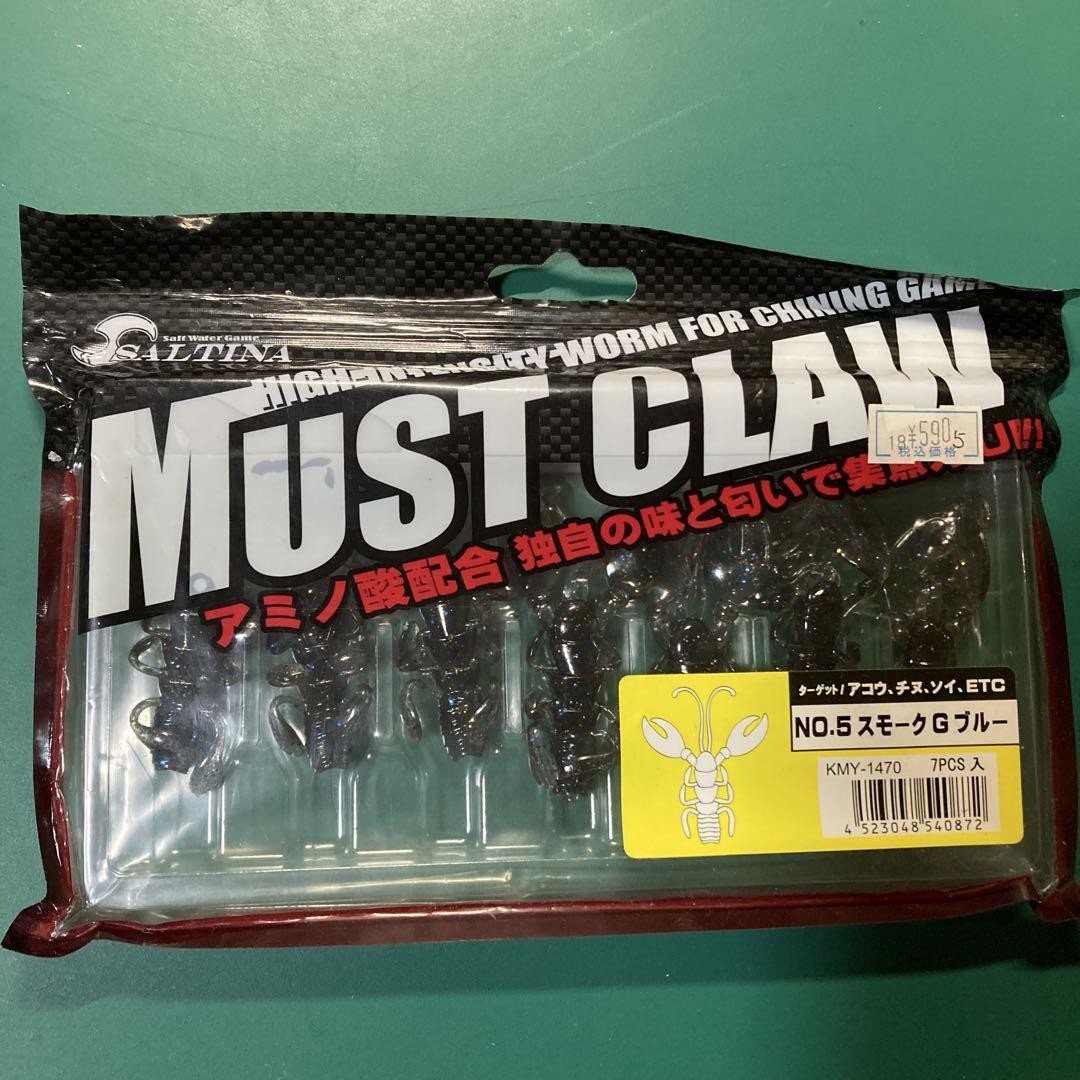 Salt Water Game
SALTINA
HIGH-INTENSITY WORM FOR CHINING GAME
MUST CLAW
¥590
18 5
税込価格
アミノ酸配合 独自の味と匂いで集魚力UP!!
ターゲット/アコウ、チヌ、ソイ、ETC
NO.5 スモーク G ブルー
KMY-1470 7PCS 入
4 523048 540872